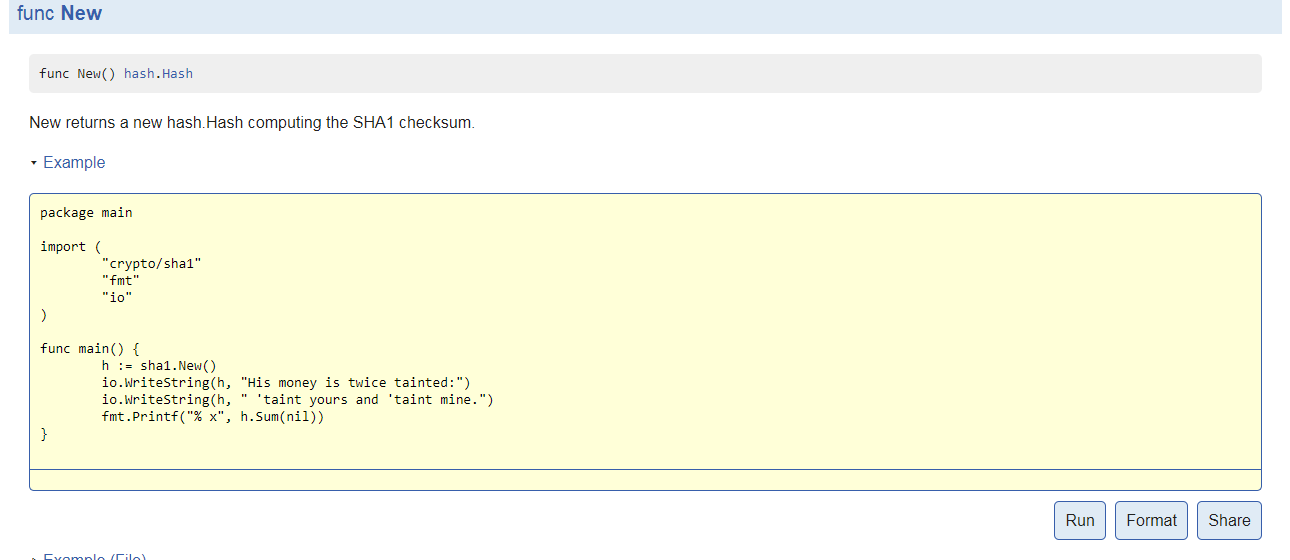 func New
func New() hash.Hash
New returns a new hash.Hash computing the SHA1 checksum.
Example
package main
import (
"crypto/sha1"
"fmt"
"io"
)
func main() {
h := sha1.New()
io.WriteString(h, "His money is twice tainted:")
io.WriteString(h, " 'taint yours and 'taint mine.")
fmt.Printf("% x", h.Sum(nil))
}
Run Format Share
Example (File)